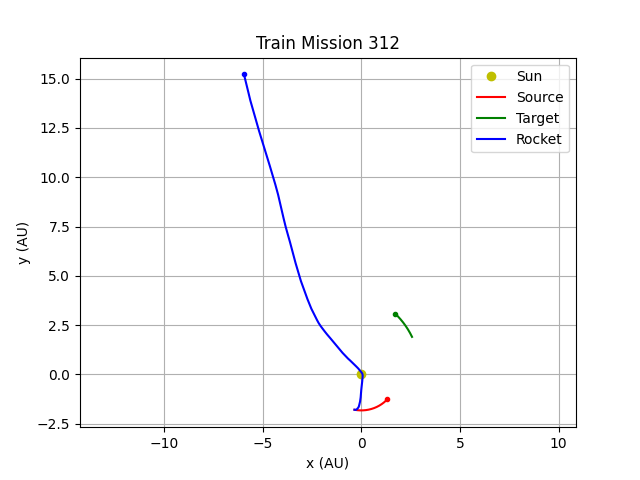 Train Mission 312
Sun
Source
Target
Rocket
15.0
12.5
10.0
7.5
5.0
2.5
0.0
−2.5
y (AU)
−10
−5
0
5
10
x (AU)